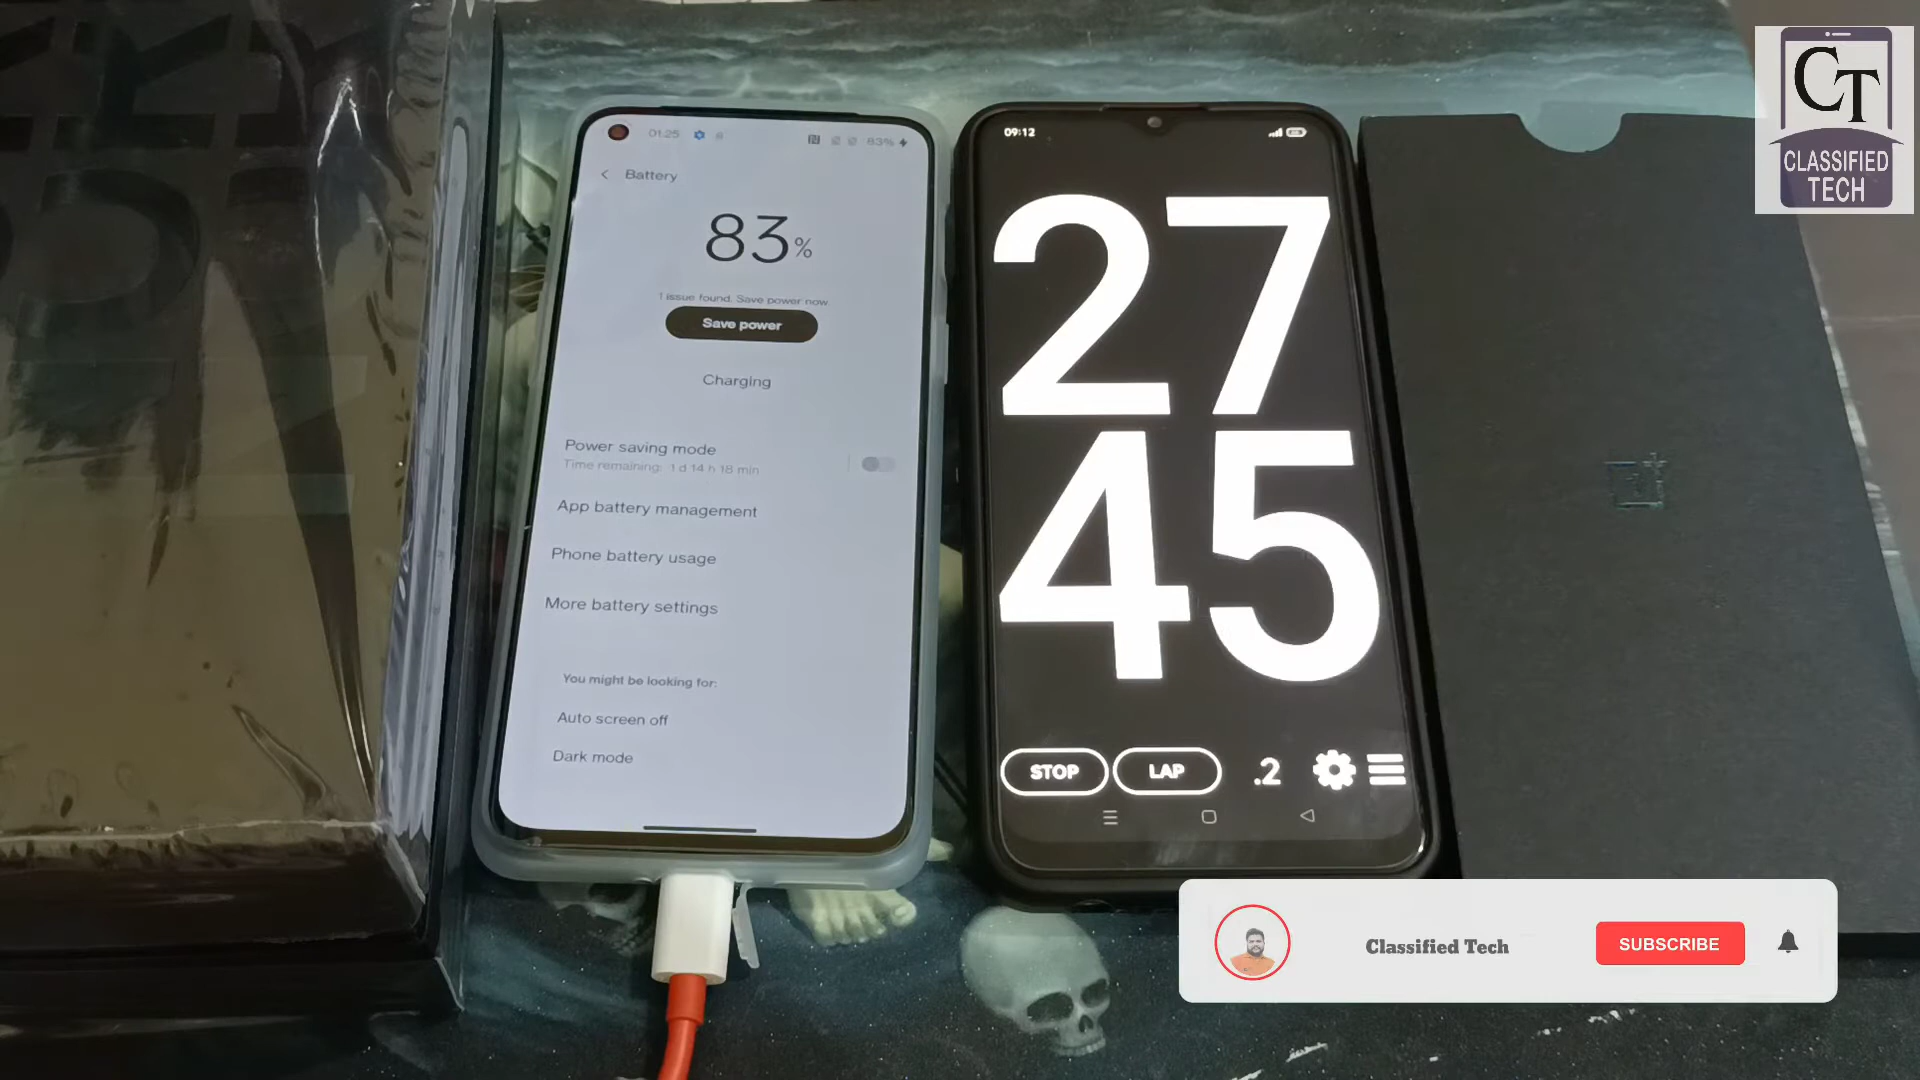 01:25
83%
Battery
83%
1 issue found. Save power now
Save power
Charging
Power saving mode
Time remaining: 1 d 14 h 18 min
App battery management
Phone battery usage
More battery settings
You might be looking for:
Auto screen off
Dark mode
09:12
27
45
STOP LAP .2
CT
CLASSIFIED
TECH
Classified Tech
SUBSCRIBE